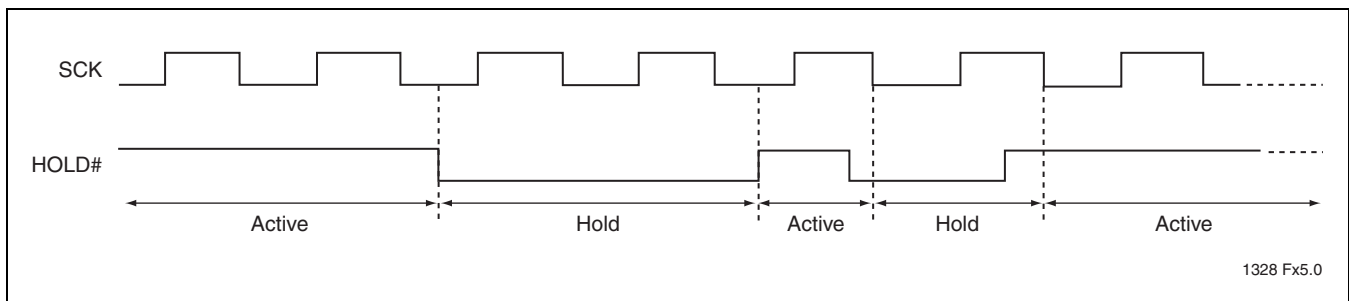 SCK
HOLD#
Active
Hold
Active
Hold
Active
1328 Fx5.0